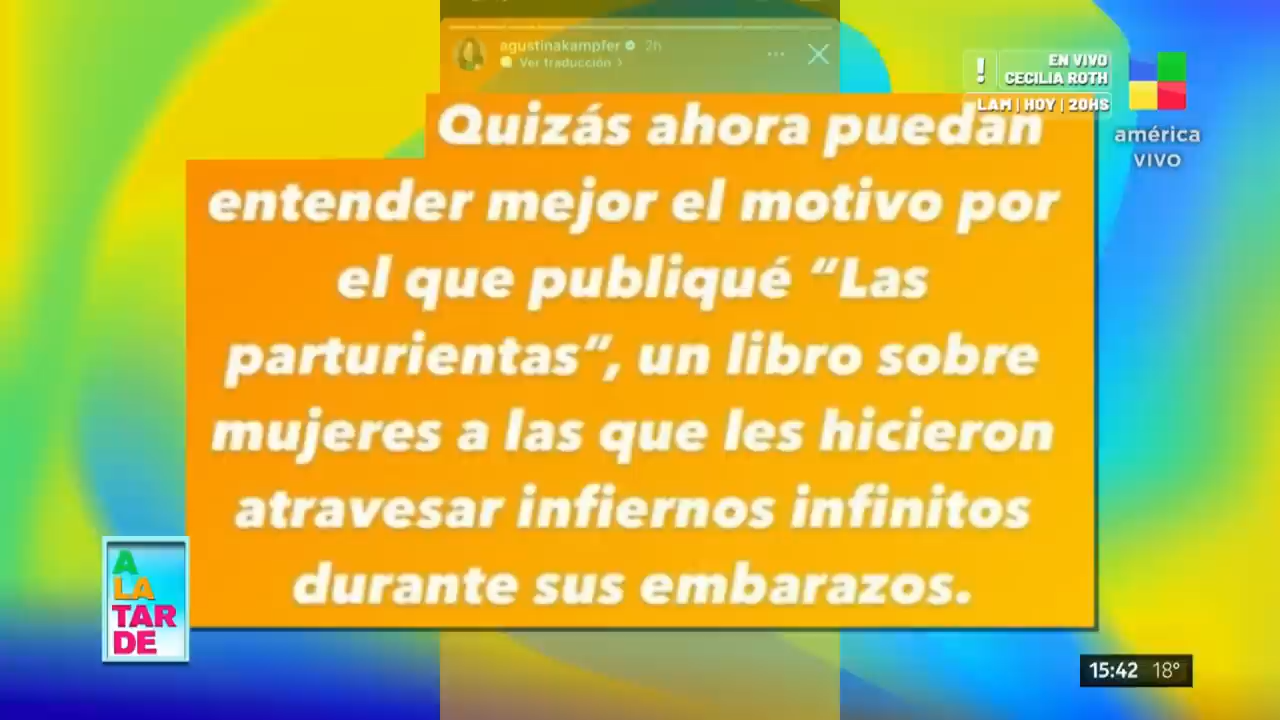 agustinakampfer 2h
Ver traducción >
EN VIVO
! CECILIA ROTH
LAM | HOY | 20HS
américa
VIVO
Quizás ahora puedan
entender mejor el motivo por
el que publiqué “Las
parturientas”, un libro sobre
mujeres a las que les hicieron
atravesar infiernos infinitos
durante sus embarazos.
A
LA
TAR
DE
15:42 18°